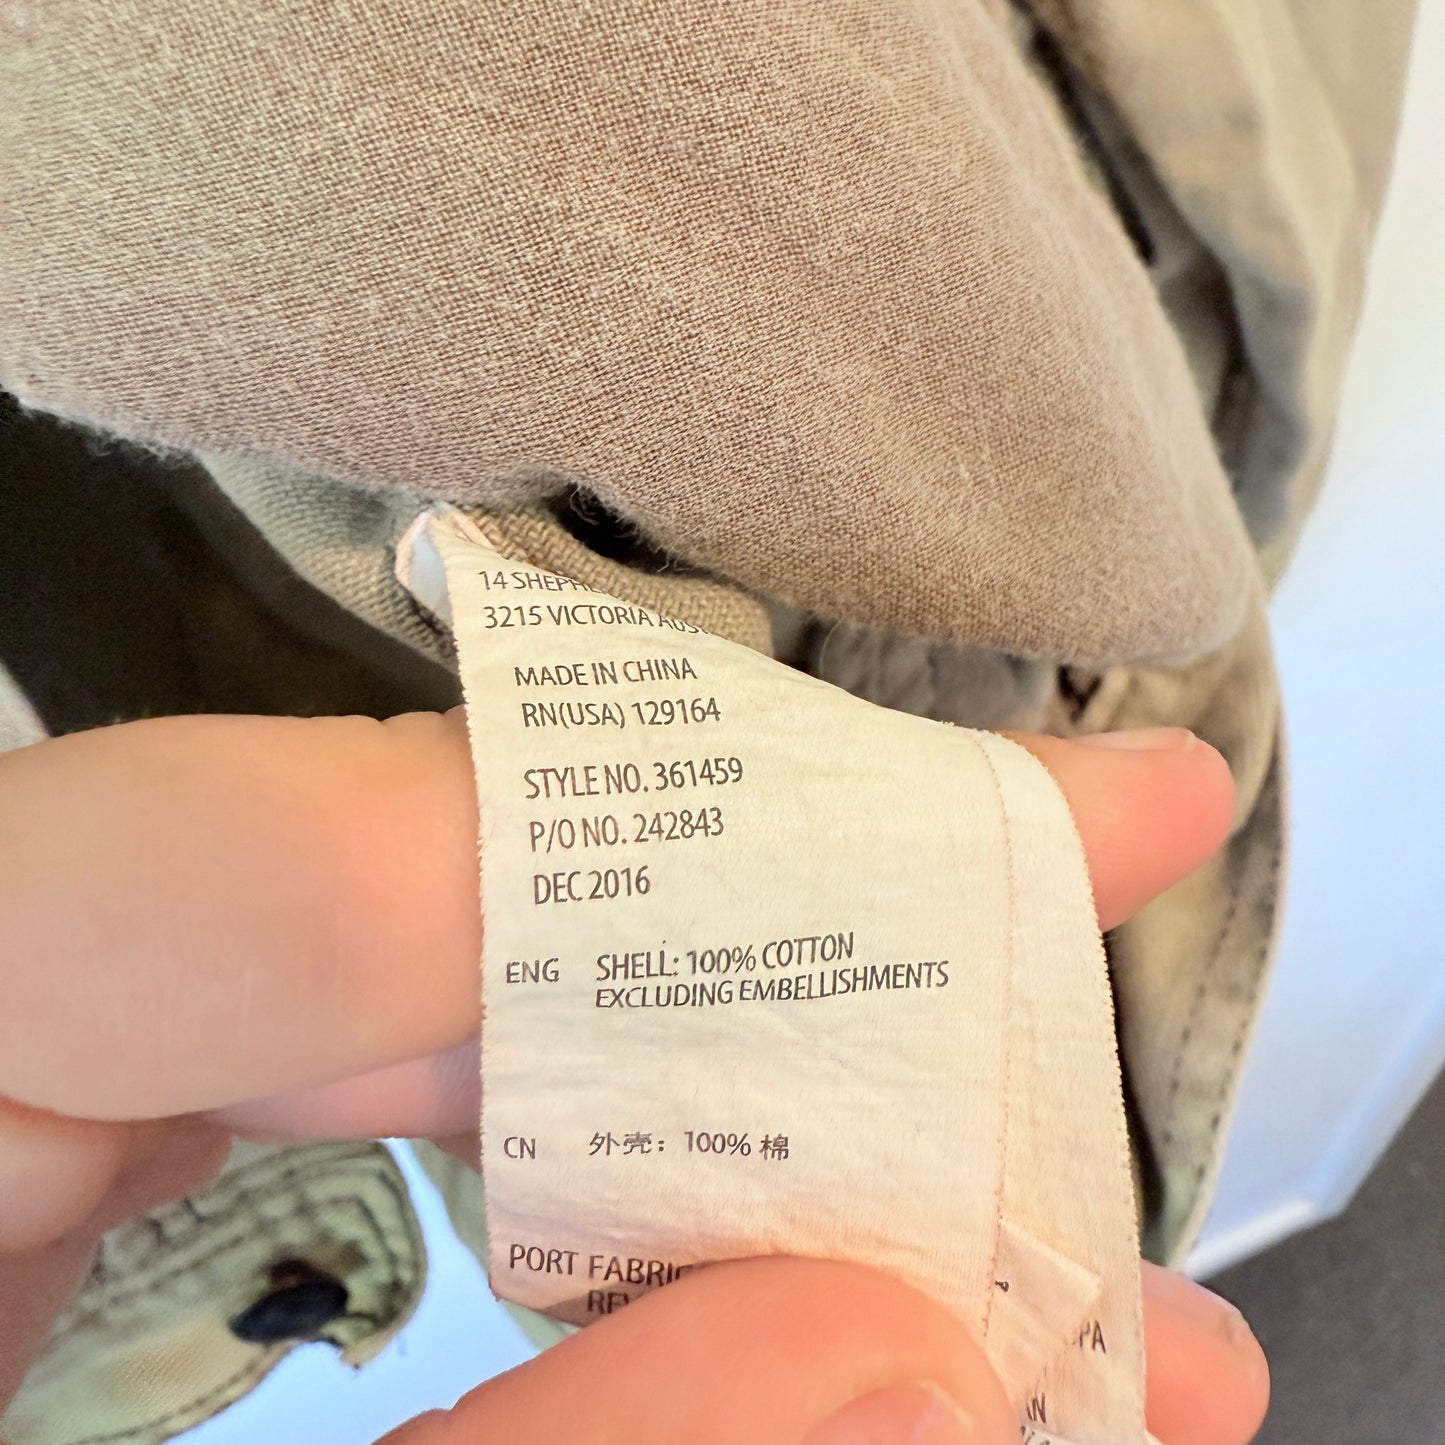 14
3215 VICTORIA
MADE IN CHINA
RN(USA) 129164
STYLE NO. 361459
P/O NO. 242843
DEC 2016
ENG SHELL: 100% COTTON
EXCLUDING EMBELLISHMENTS
CN 外壳：100% 棉
PORT